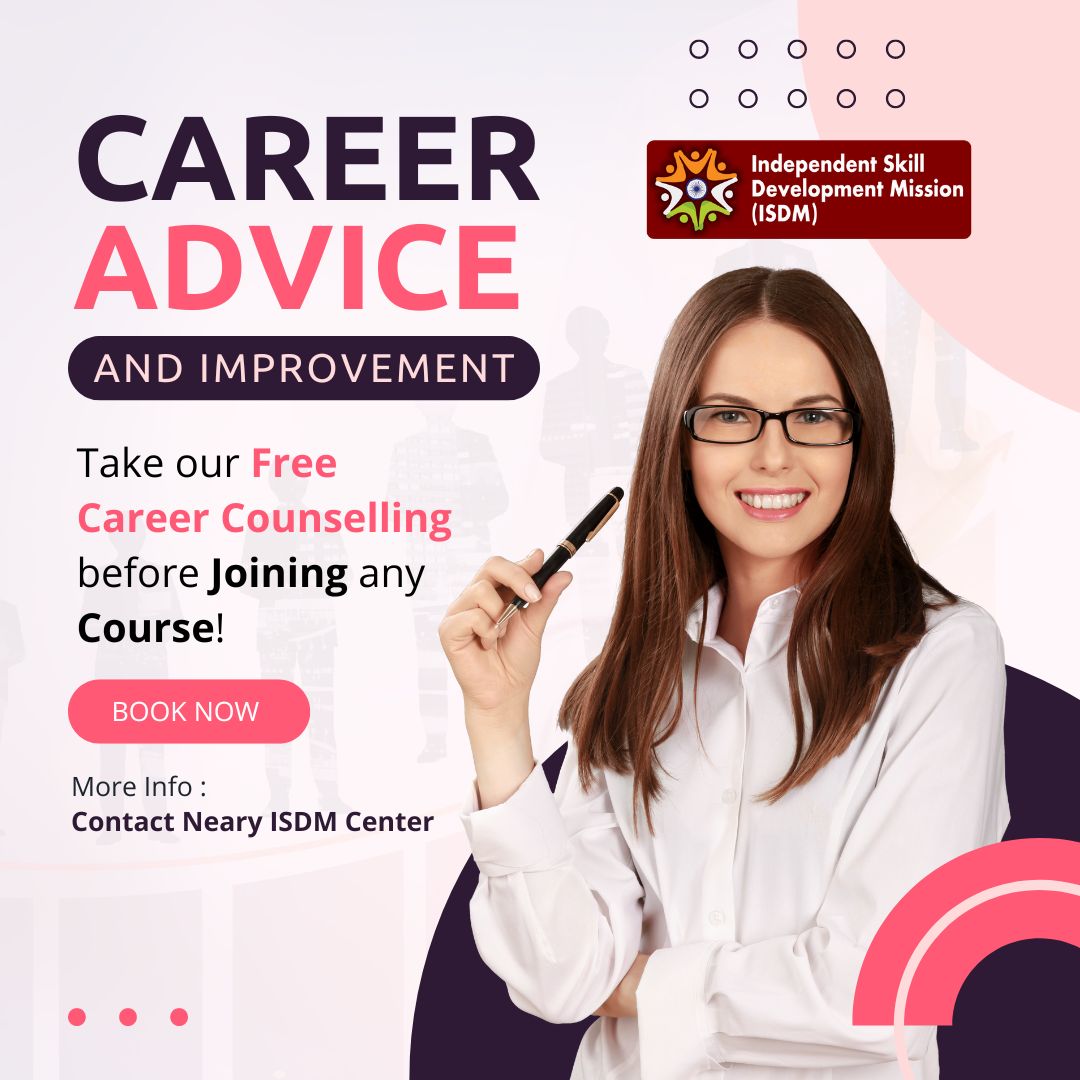 CAREER
ADVICE
AND IMPROVEMENT
Independent Skill
Development Mission
(ISDM)
Take our Free
Career Counselling
before Joining any
Course!
BOOK NOW
More Info :
Contact Neary ISDM Center